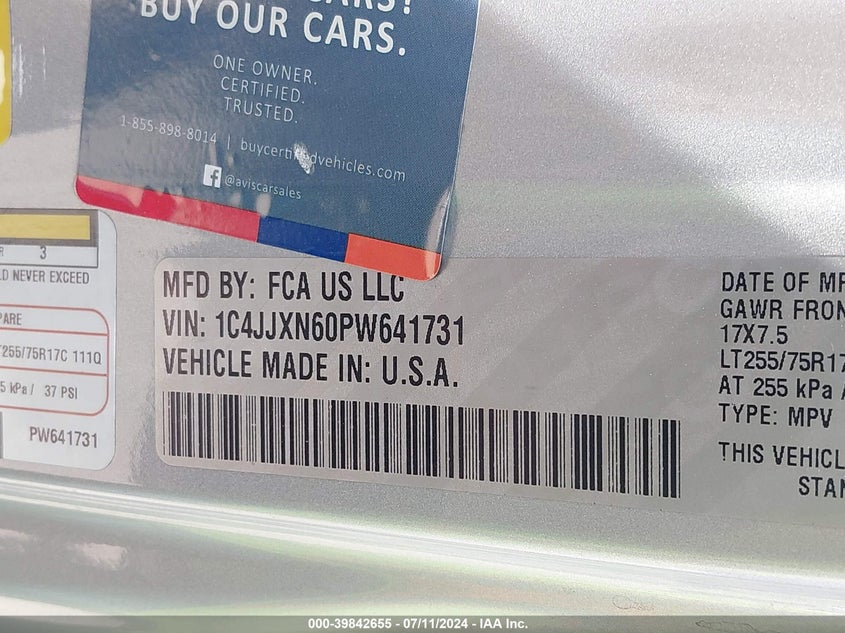 BUY OUR CARS.
ONE OWNER.
CERTIFIED.
TRUSTED.
1-855-898-8014 | buycertifiedvehicles.com
@aviscarsales
3
LD NEVER EXCEED
PARE
T255/75R17C 111Q
5 kPa / 37 PSI
PW641731
MFD BY: FCA US LLC
VIN: 1C4JJXN60PW641731
VEHICLE MADE IN: U.S.A.
DATE OF MF
GAWR FRON
17X7.5
LT255/75R17
AT 255 kPa
TYPE: MPV
THIS VEHICL
STAN
000-39842655 - 07/11/2024 - IAA Inc.